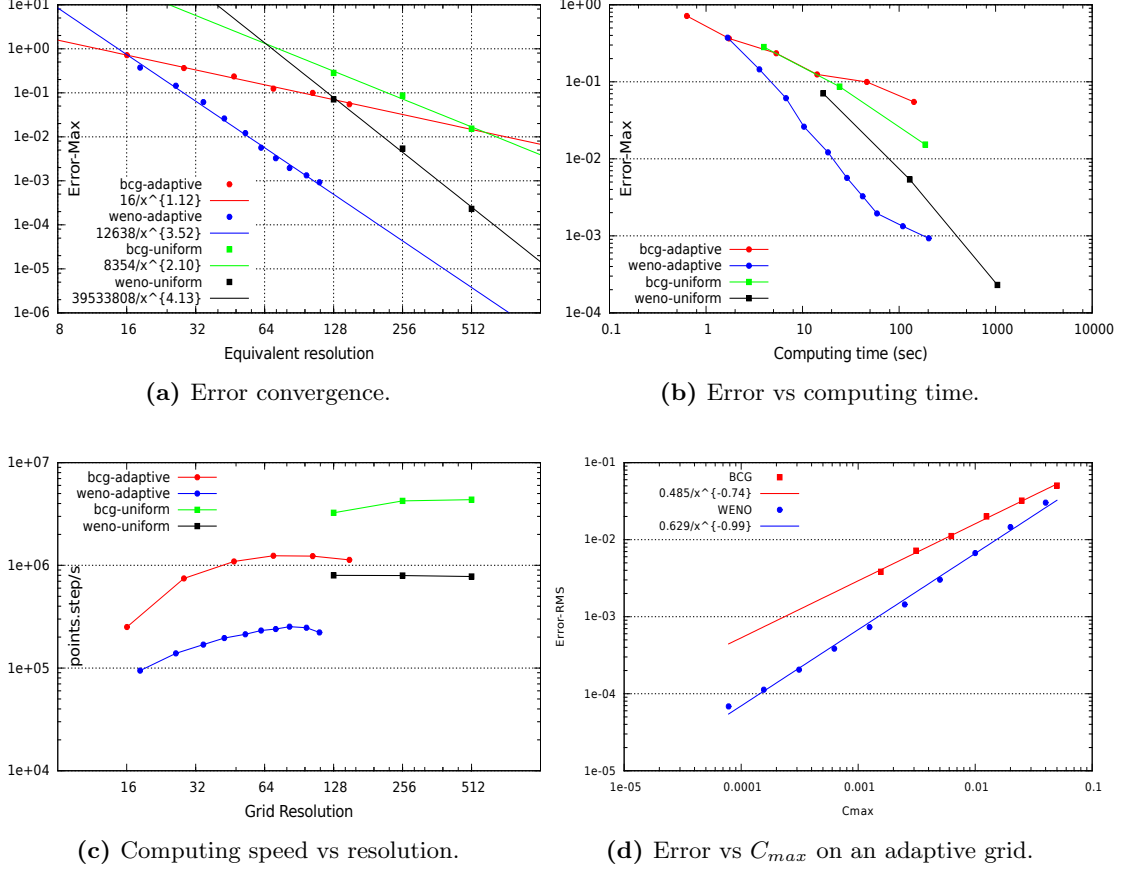 1e+01
1e+00
1e-01
1e-02
1e-03
1e-04
1e-05
1e-06
Error-Max
bcg-adaptive
16/x^{1.12}
weno-adaptive
12638/x^{3.52}
bcg-uniform
8354/x^{2.10}
weno-uniform
39533808/x^{4.13}
8 16 32 64 128 256 512
Equivalent resolution
(a) Error convergence.
1e+00
1e-01
1e-02
1e-03
1e-04
Error-Max
bcg-adaptive
weno-adaptive
bcg-uniform
weno-uniform
0.1 1 10 100 1000 10000
Computing time (sec)
(b) Error vs computing time.
1e+07
1e+06
1e+05
1e+04
points.step/s
bcg-adaptive
weno-adaptive
bcg-uniform
weno-uniform
16 32 64 128 256 512
Grid Resolution
(c) Computing speed vs resolution.
1e-01
1e-02
1e-03
1e-04
1e-05
Error-RMS
BCG
0.485/x^{-0.74}
WENO
0.629/x^{-0.99}
1e-05 0.0001 0.001 0.01 0.1
Cmax
(d) Error vs C_{max} on an adaptive grid.